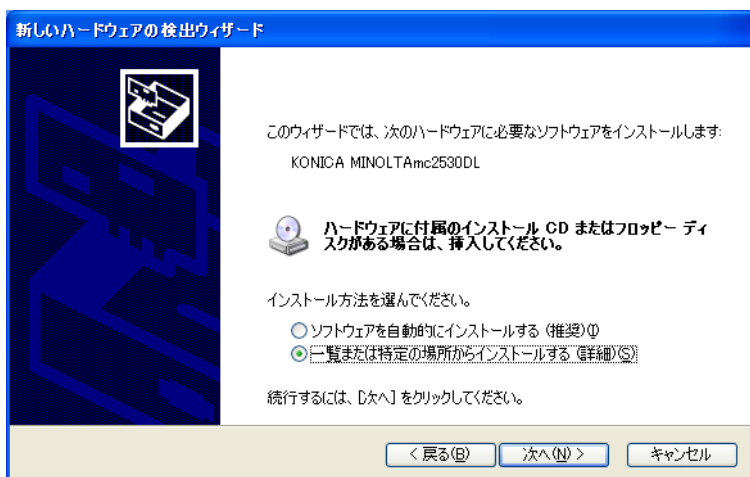 新しいハードウェアの検出ウィザード
このウィザードでは、次のハードウェアに必要なソフトウェアをインストールします:
KONICA MINOLTAmc2530DL
ハードウェアに付属のインストール CD またはフロッピー ディ
スクがある場合は、挿入してください。
インストール方法を選んでください。
ソフトウェアを自動的にインストールする (推奨)(I)
一覧または特定の場所からインストールする (詳細)(S)
続行するには、[次へ] をクリックしてください。
< 戻る(B) 次へ(N) > キャンセル